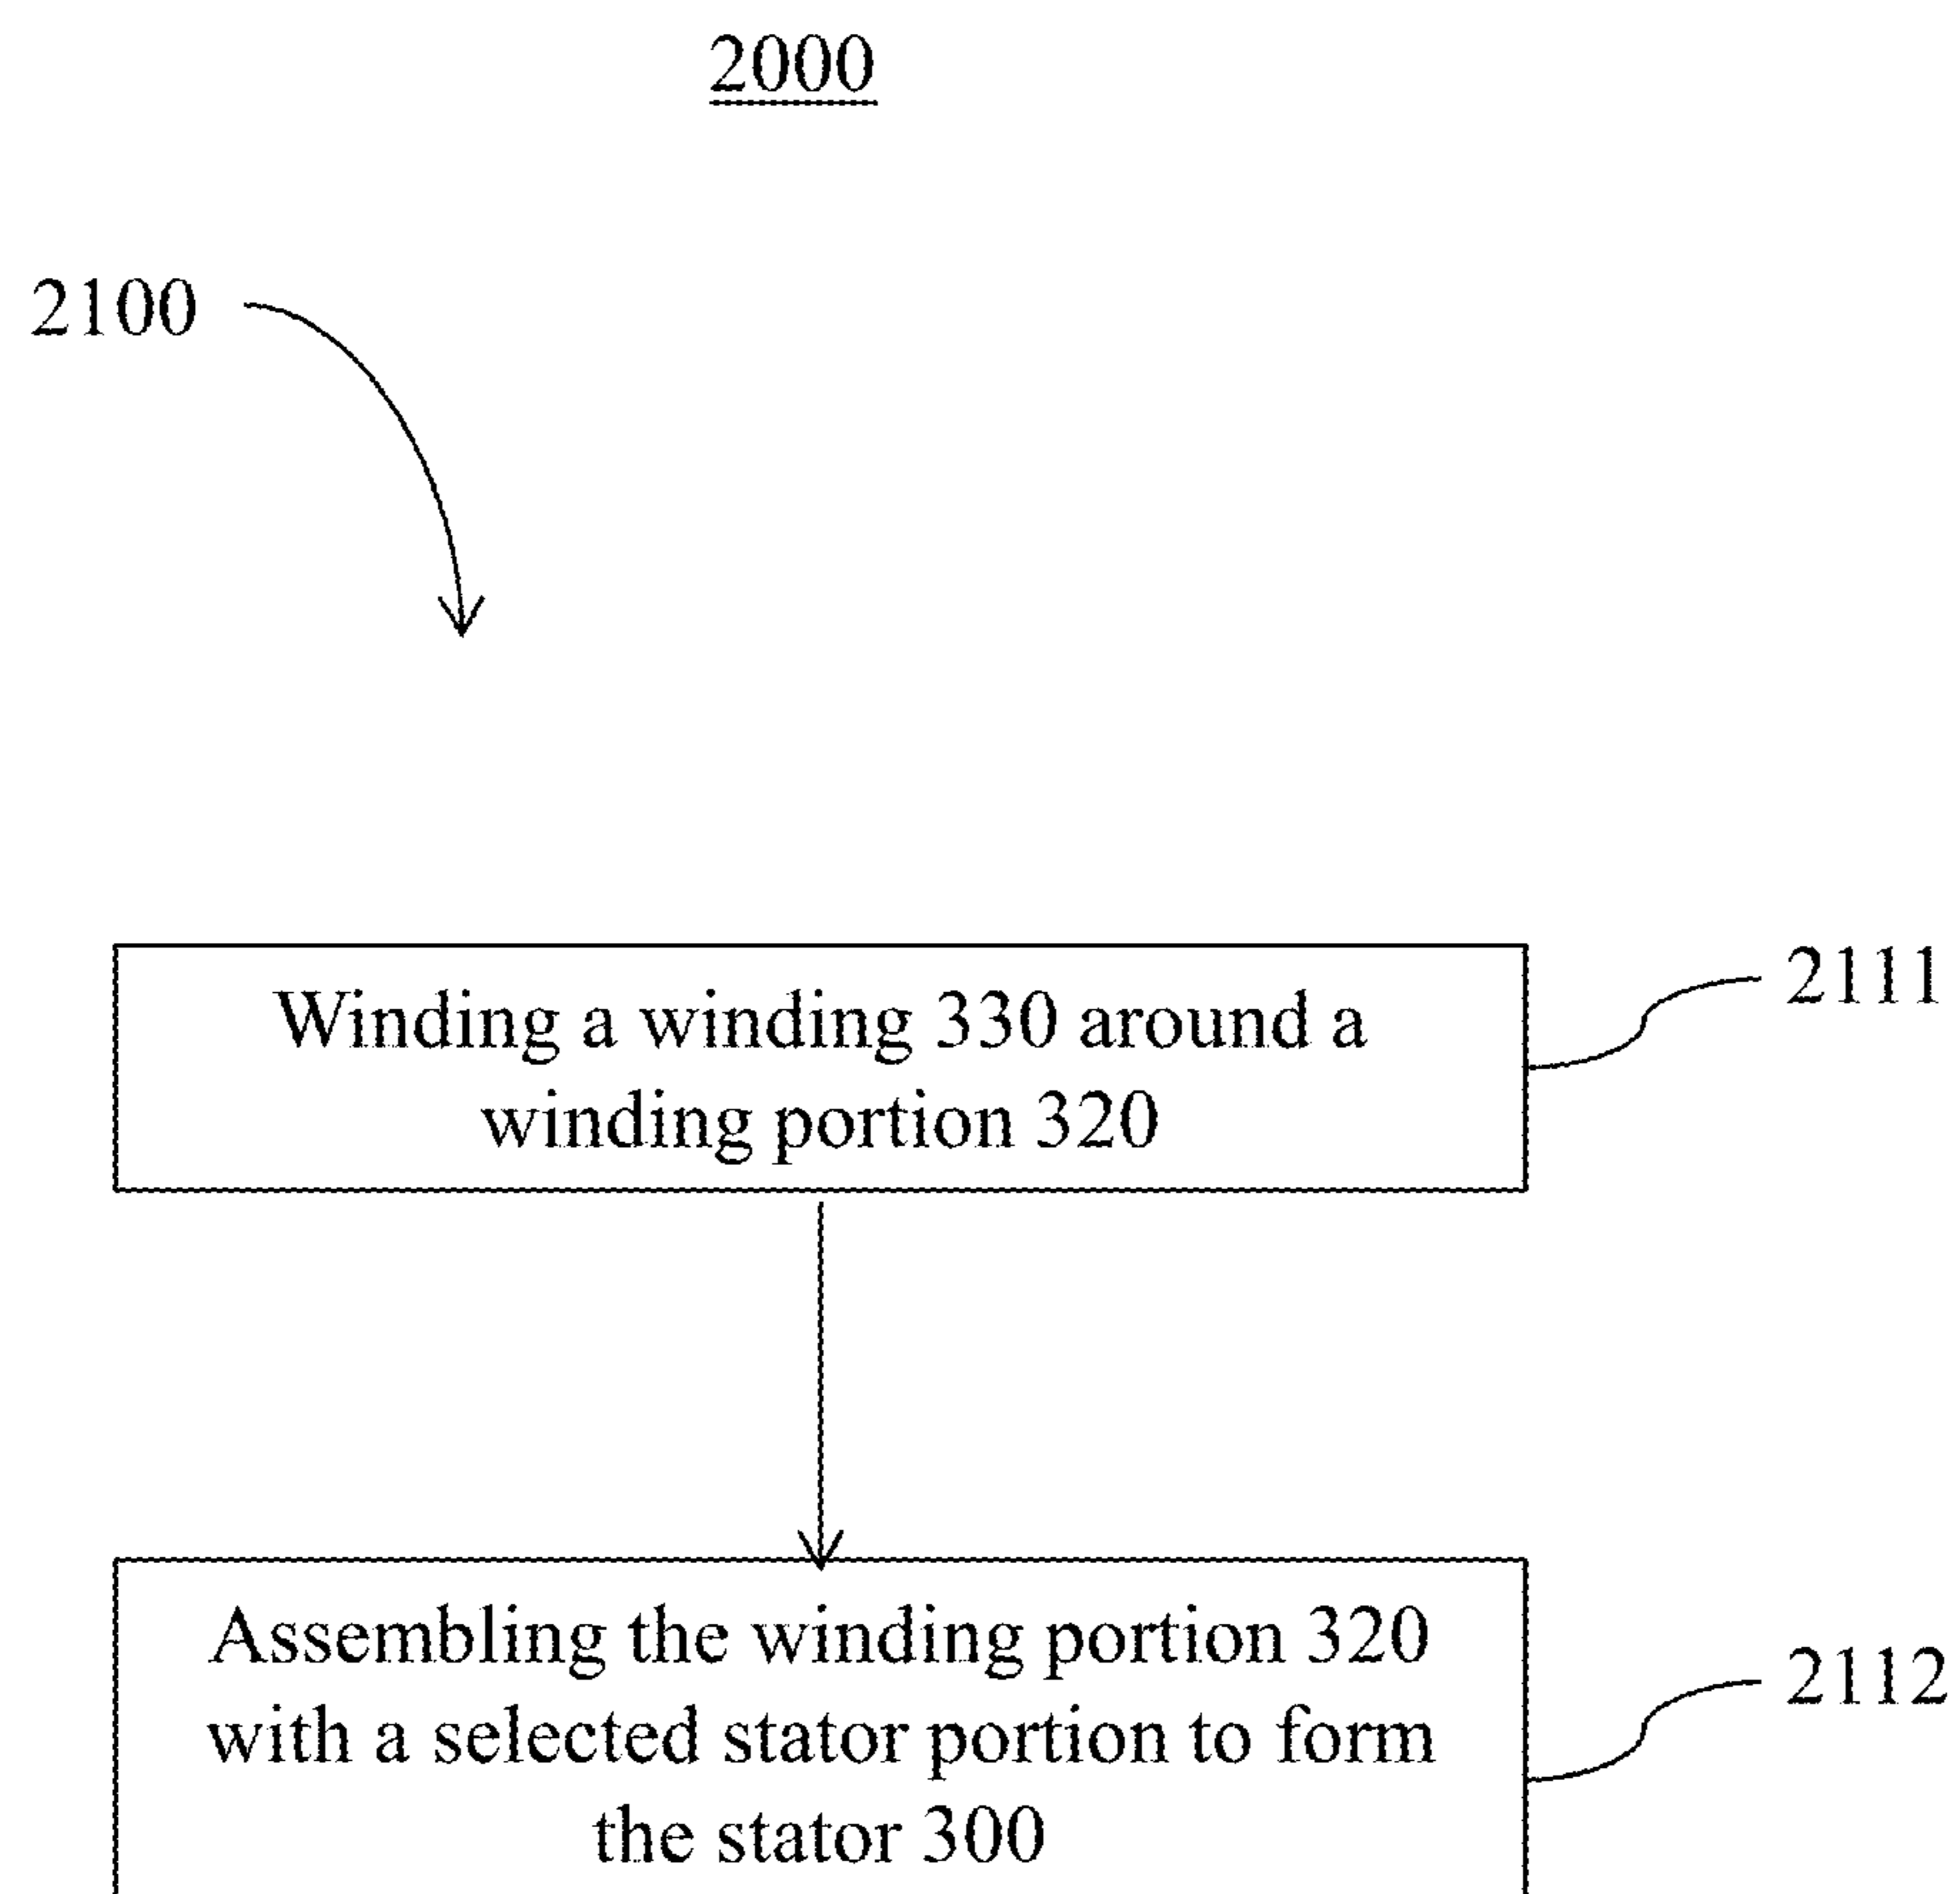 2000
2100
Winding a winding 330 around a
winding portion 320
2111
Assembling the winding portion 320
with a selected stator portion to form
the stator 300
2112